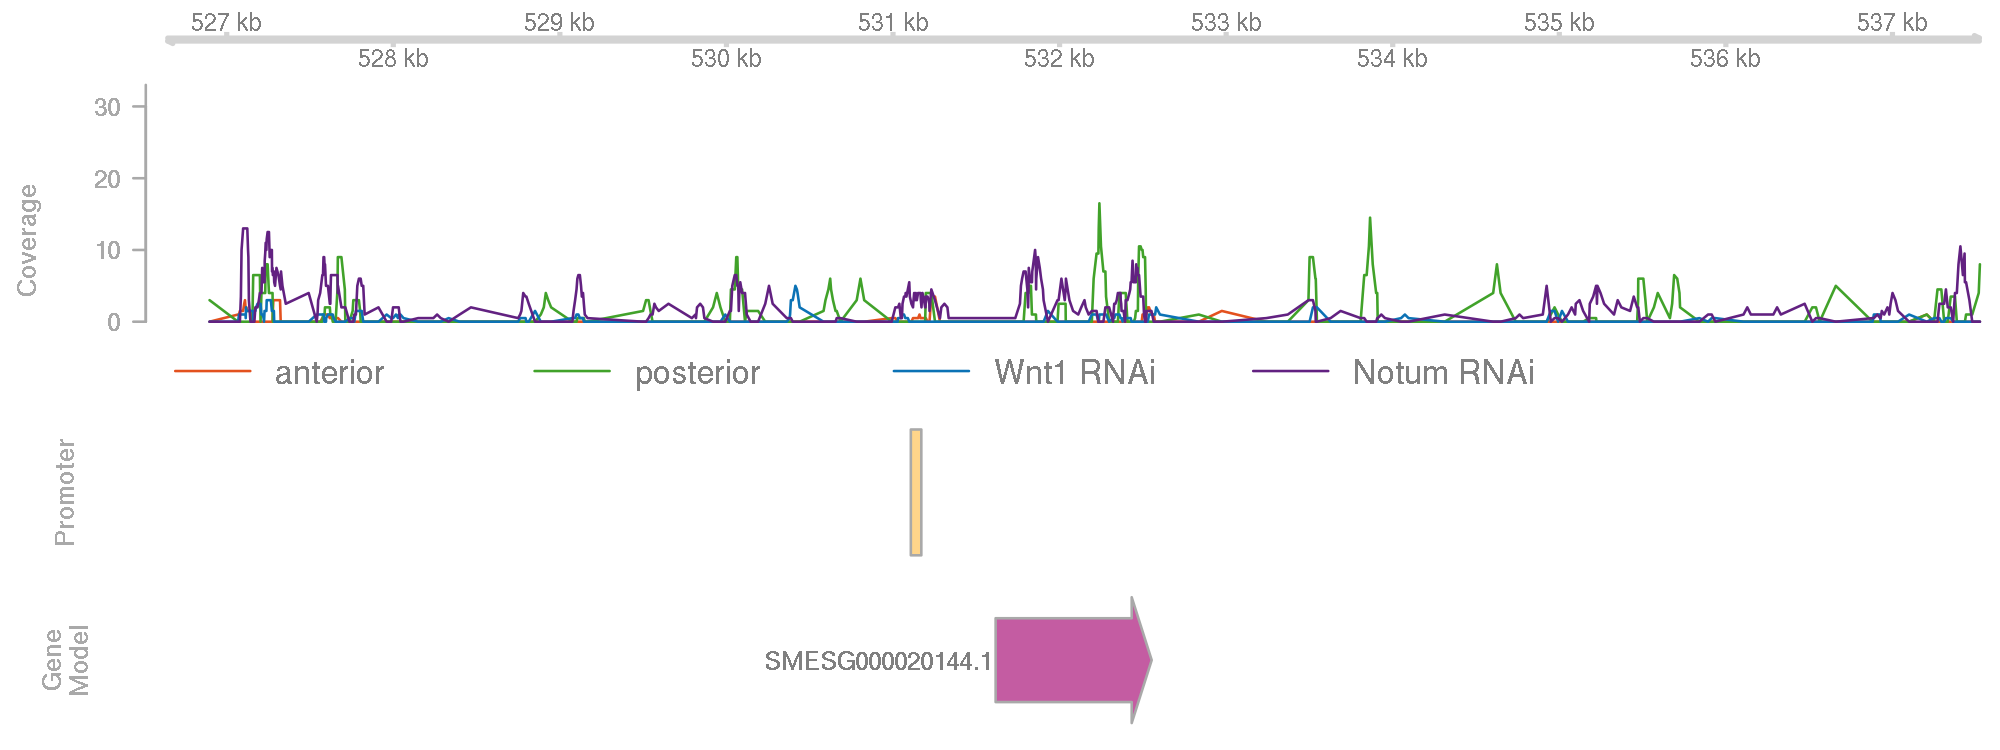 527 kb 529 kb 531 kb 533 kb 535 kb 537 kb
528 kb 530 kb 532 kb 534 kb 536 kb
Coverage
30
20
10
0
anterior posterior Wnt1 RNAi Notum RNAi
Promoter
Gene
Model
SMESG000020144.1